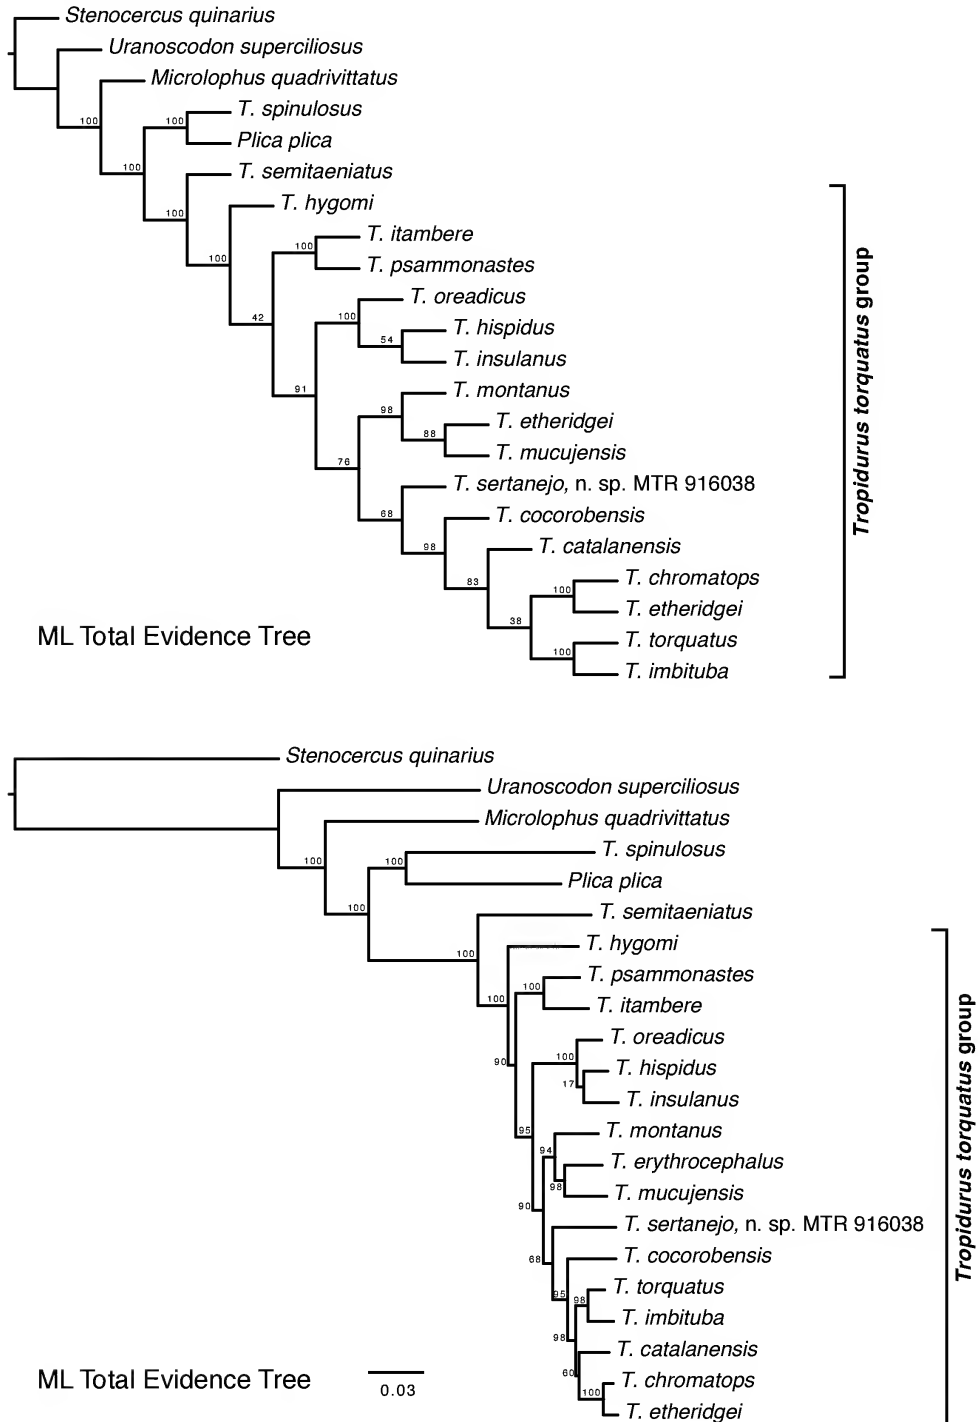 Stenocercus quinarius
Uranoscodon superciliosus
Microlophus quadrivittatus
100
T. spinulosus
100
Plica plica
100
T. semitaeniatus
100
T. hygomi
100
T. itambere
100
T. psammonastes
42
T. oreadicus
100
T. hispidus
54
T. insulanus
91
T. montanus
98
T. etheridgei
88
T. mucujensis
76
T. sertanejo, n. sp. MTR 916038
68
T. cocorobensis
98
T. catalanensis
83
T. chromatops
100
T. etheridgei
38
T. torquatus
100
T. imbituba
Tropidurus torquatus group
ML Total Evidence Tree
Stenocercus quinarius
Uranoscodon superciliosus
Microlophus quadrivittatus
100
T. spinulosus
100
Plica plica
100
T. semitaeniatus
100
T. hygomi
100
T. psammonastes
100
T. itambere
90
T. oreadicus
100
T. hispidus
17
T. insulanus
95
T. montanus
94
T. erythrocephalus
98
T. mucujensis
90
T. sertanejo, n. sp. MTR 916038
68
T. cocorobensis
95
T. torquatus
98
T. imbituba
98
T. catalanensis
60
T. chromatops
100
T. etheridgei
Tropidurus torquatus group
ML Total Evidence Tree
0.03